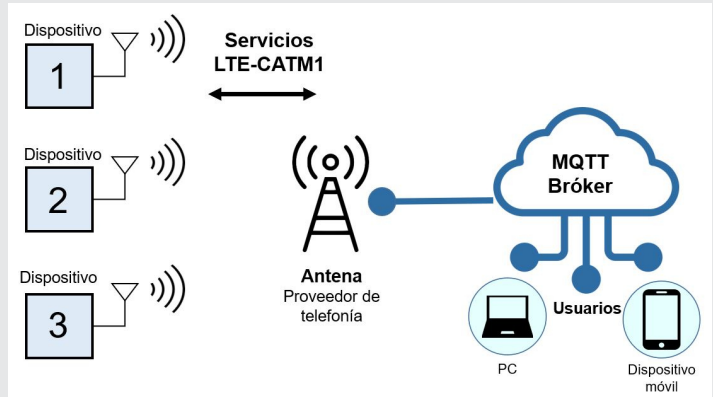 Dispositivo
1
Servicios
LTE-CATM1
Dispositivo
2
MQTT
Bróker
Dispositivo
3
Antena
Proveedor de
telefonía
Usuarios
PC
Dispositivo
móvil